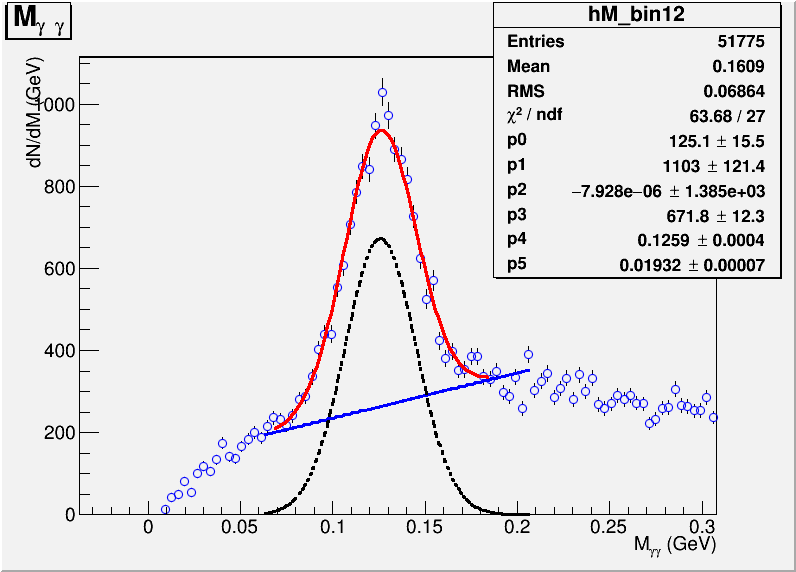 M_γ γ
hM_bin12
Entries 51775
Mean 0.1609
RMS 0.06864
χ² / ndf 63.68 / 27
p0 125.1 ± 15.5
p1 1103 ± 121.4
p2 −7.928e−06 ± 1.385e+03
p3 671.8 ± 12.3
p4 0.1259 ± 0.0004
p5 0.01932 ± 0.00007
dN/dM (GeV)
1000
800
600
400
200
0
0 0.05 0.1 0.15 0.2 0.25 0.3
M_γγ (GeV)